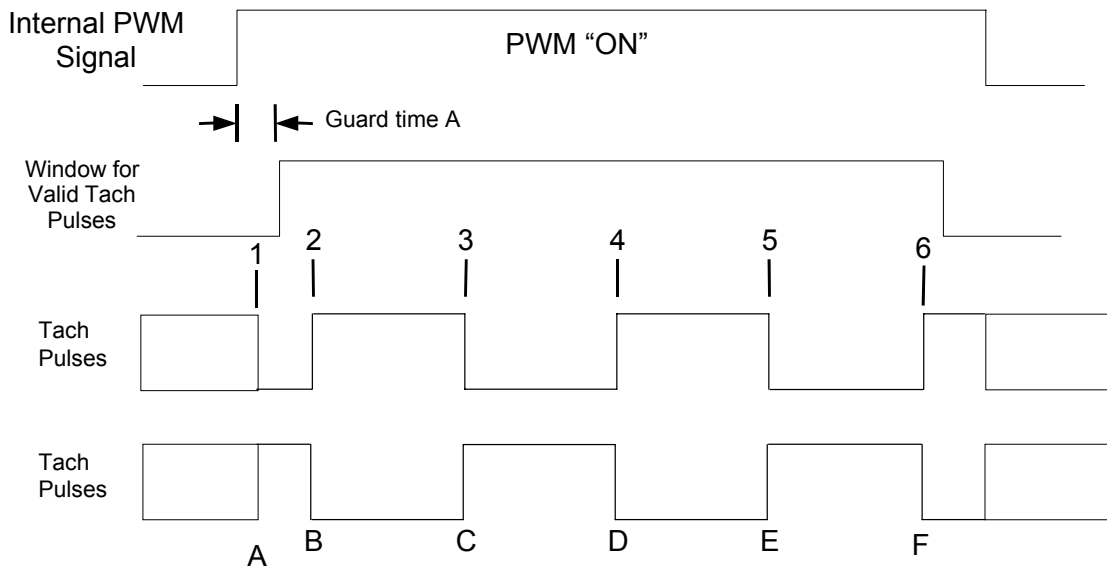 Internal PWM
Signal
PWM “ON”
Guard time A
Window for
Valid Tach
Pulses
1
2
3
4
5
6
Tach
Pulses
Tach
Pulses
A
B
C
D
E
F